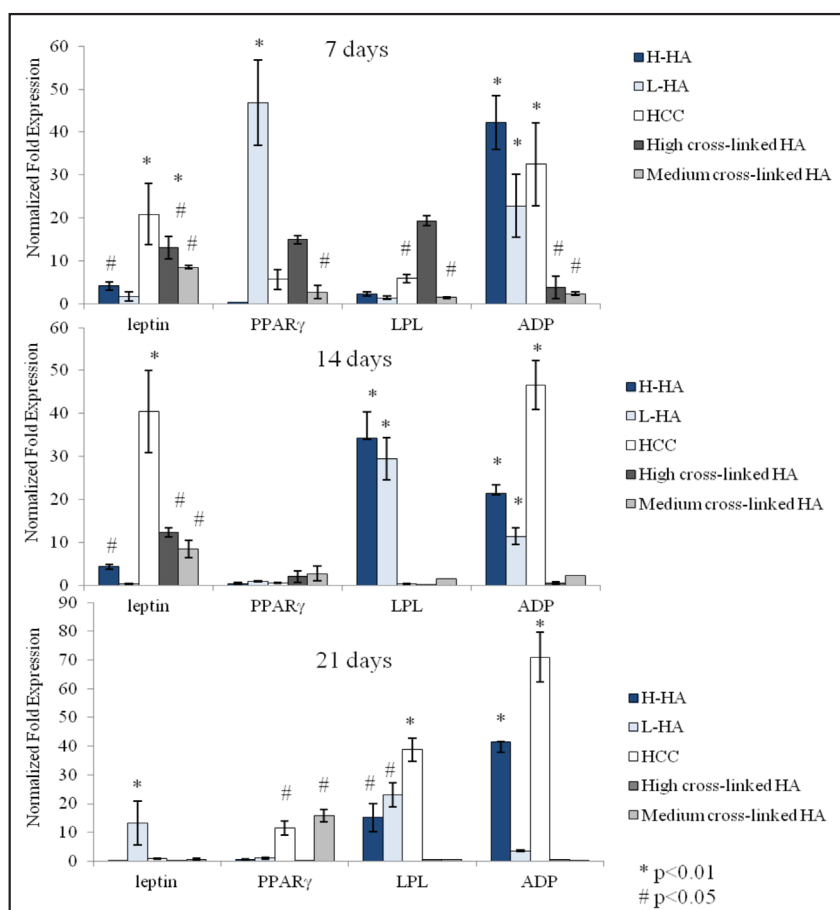 7 days
Normalized Fold Expression
60
50
40
30
20
10
0
*
*
*
*
*
*
#
#
#
#
#
#
#
#
leptin
PPARγ
LPL
ADP
H-HA
L-HA
HCC
High cross-linked HA
Medium cross-linked HA
14 days
Normalized Fold Expression
60
50
40
30
20
10
0
*
*
*
*
*
*
#
#
#
leptin
PPARγ
LPL
ADP
H-HA
L-HA
HCC
High cross-linked HA
Medium cross-linked HA
21 days
Normalized Fold Expression
90
80
70
60
50
40
30
20
10
0
*
#
#
#
#
*
*
*
leptin
PPARγ
LPL
ADP
H-HA
L-HA
HCC
High cross-linked HA
Medium cross-linked HA
* p<0.01
# p<0.05